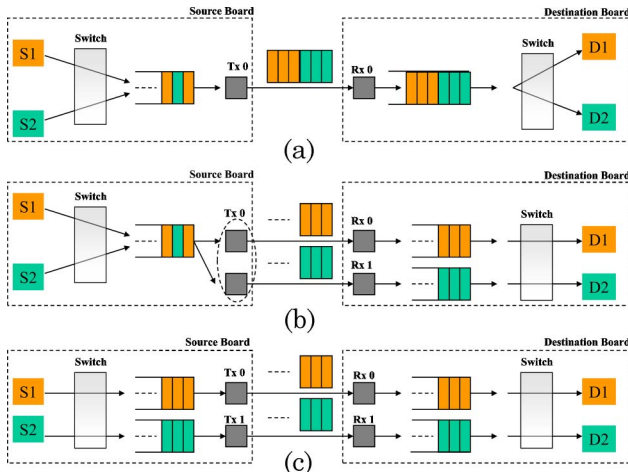 Source Board
Destination Board
S1
Switch
Tx 0
Rx 0
Switch
D1
S2
D2
(a)
Source Board
Destination Board
S1
Switch
Tx 0
Rx 0
Switch
D1
S2
Rx 1
D2
(b)
Source Board
Destination Board
Switch
Tx 0
Rx 0
Switch
S1
D1
S2
Tx 1
Rx 1
D2
(c)